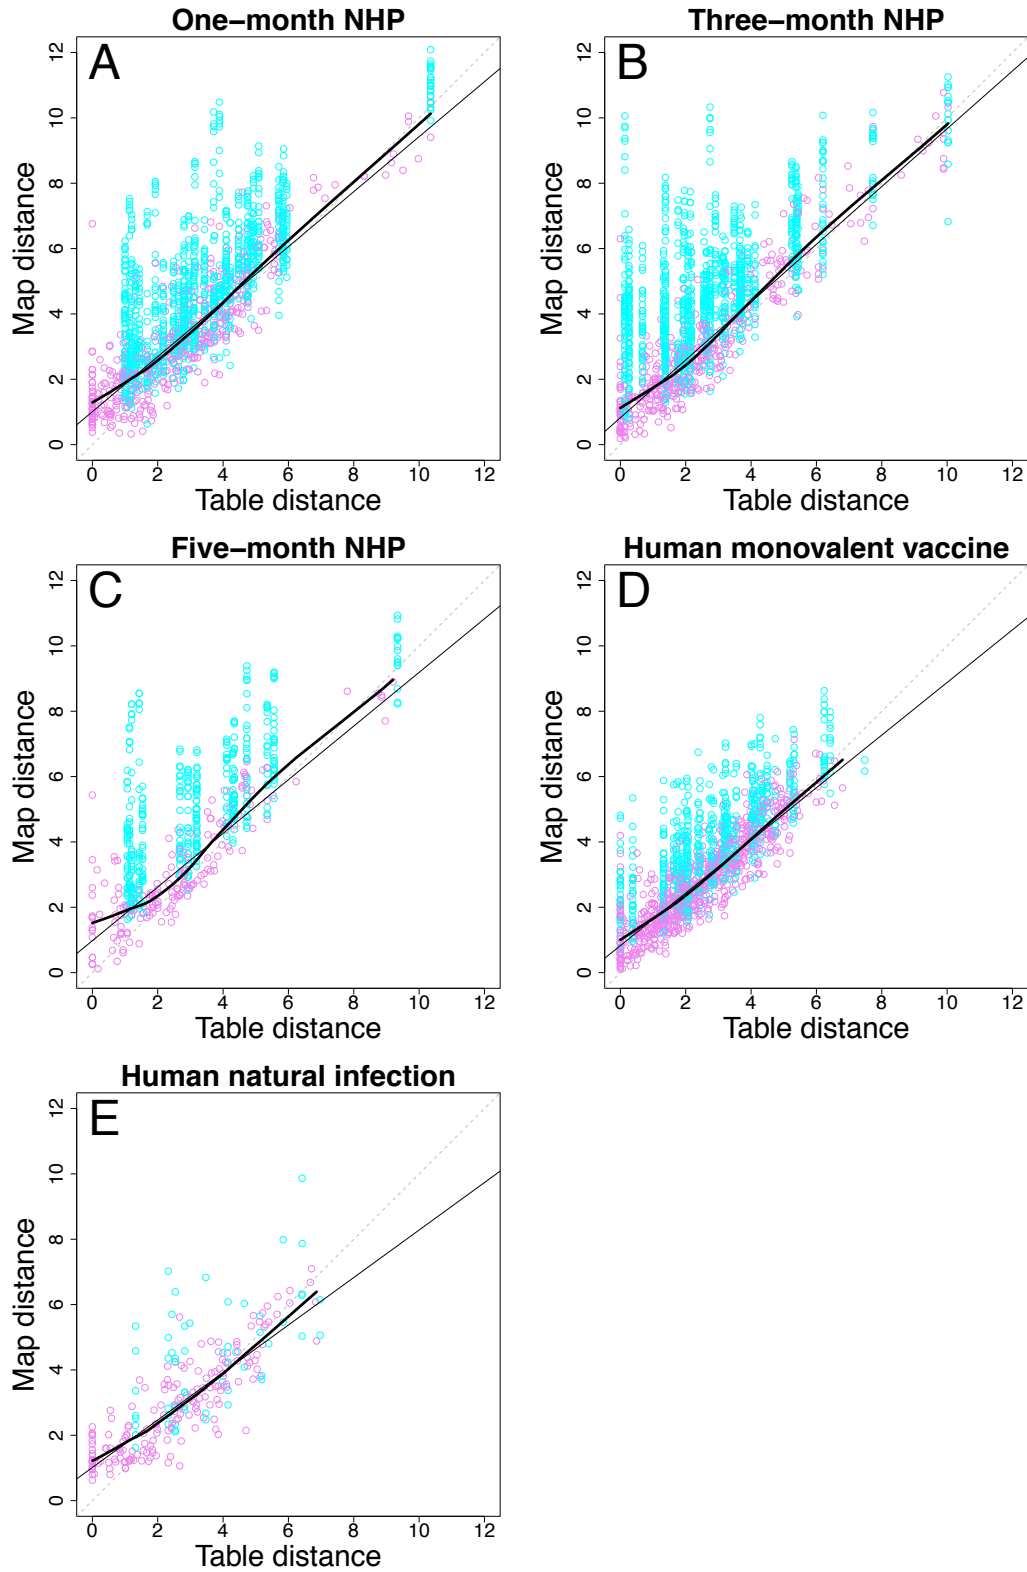 One–month NHP
A
12
10
8
6
4
2
0
Map distance
0 2 4 6 8 10 12
Table distance
Three–month NHP
B
12
10
8
6
4
2
0
Map distance
0 2 4 6 8 10 12
Table distance
Five–month NHP
C
12
10
8
6
4
2
0
Map distance
0 2 4 6 8 10 12
Table distance
Human monovalent vaccine
D
12
10
8
6
4
2
0
Map distance
0 2 4 6 8 10 12
Table distance
Human natural infection
E
12
10
8
6
4
2
0
Map distance
0 2 4 6 8 10 12
Table distance